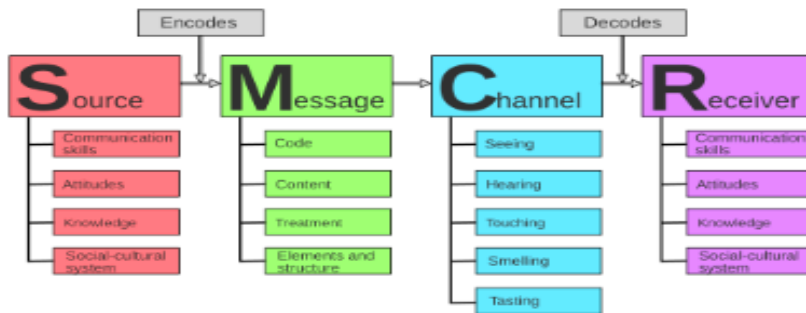 Encodes
Decodes
Source
Message
Channel
Receiver
Communication
skills
Attitudes
Knowledge
Social-cultural
system
Code
Content
Treatment
Elements and
structure
Seeing
Hearing
Touching
Smelling
Tasting
Communication
skills
Attitudes
Knowledge
Social-cultural
system